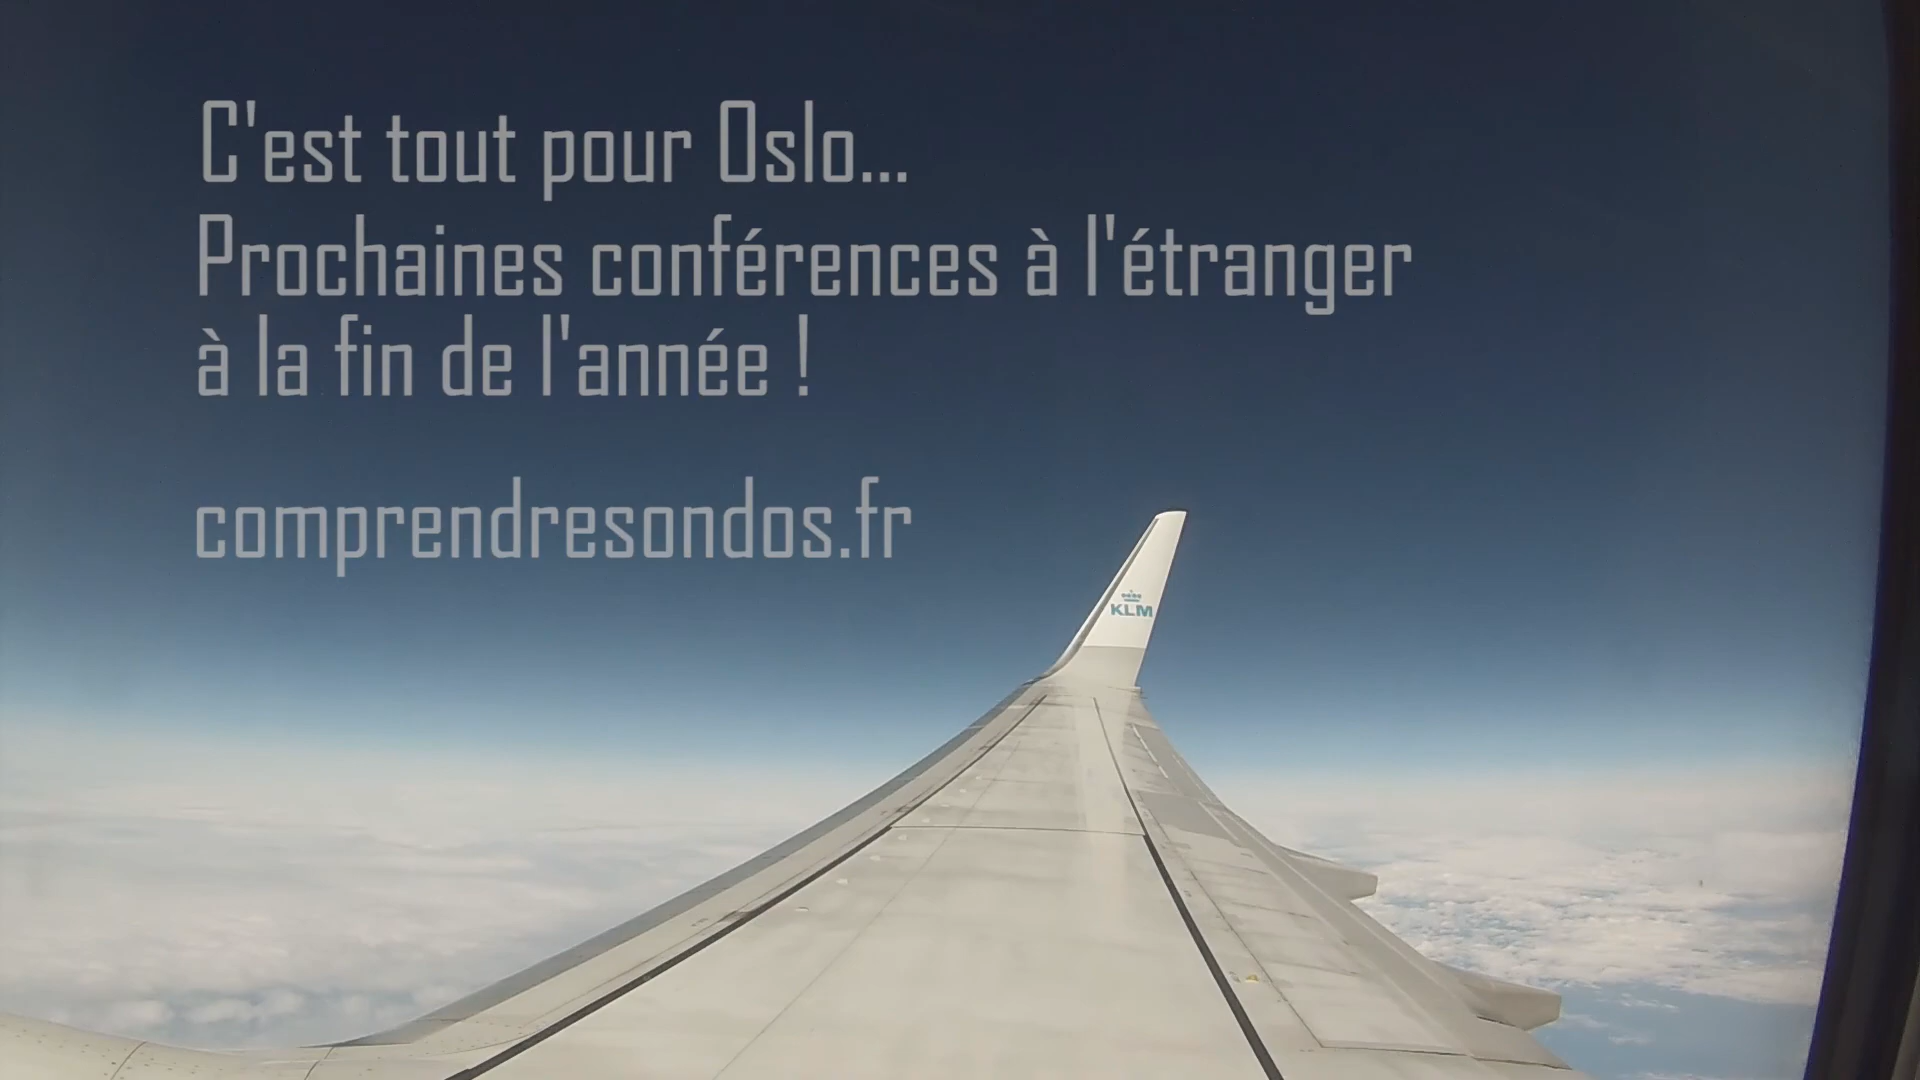 C'est tout pour Oslo...
Prochaines conférences à l'étranger
à la fin de l'année !
comprendresondos.fr
KLM